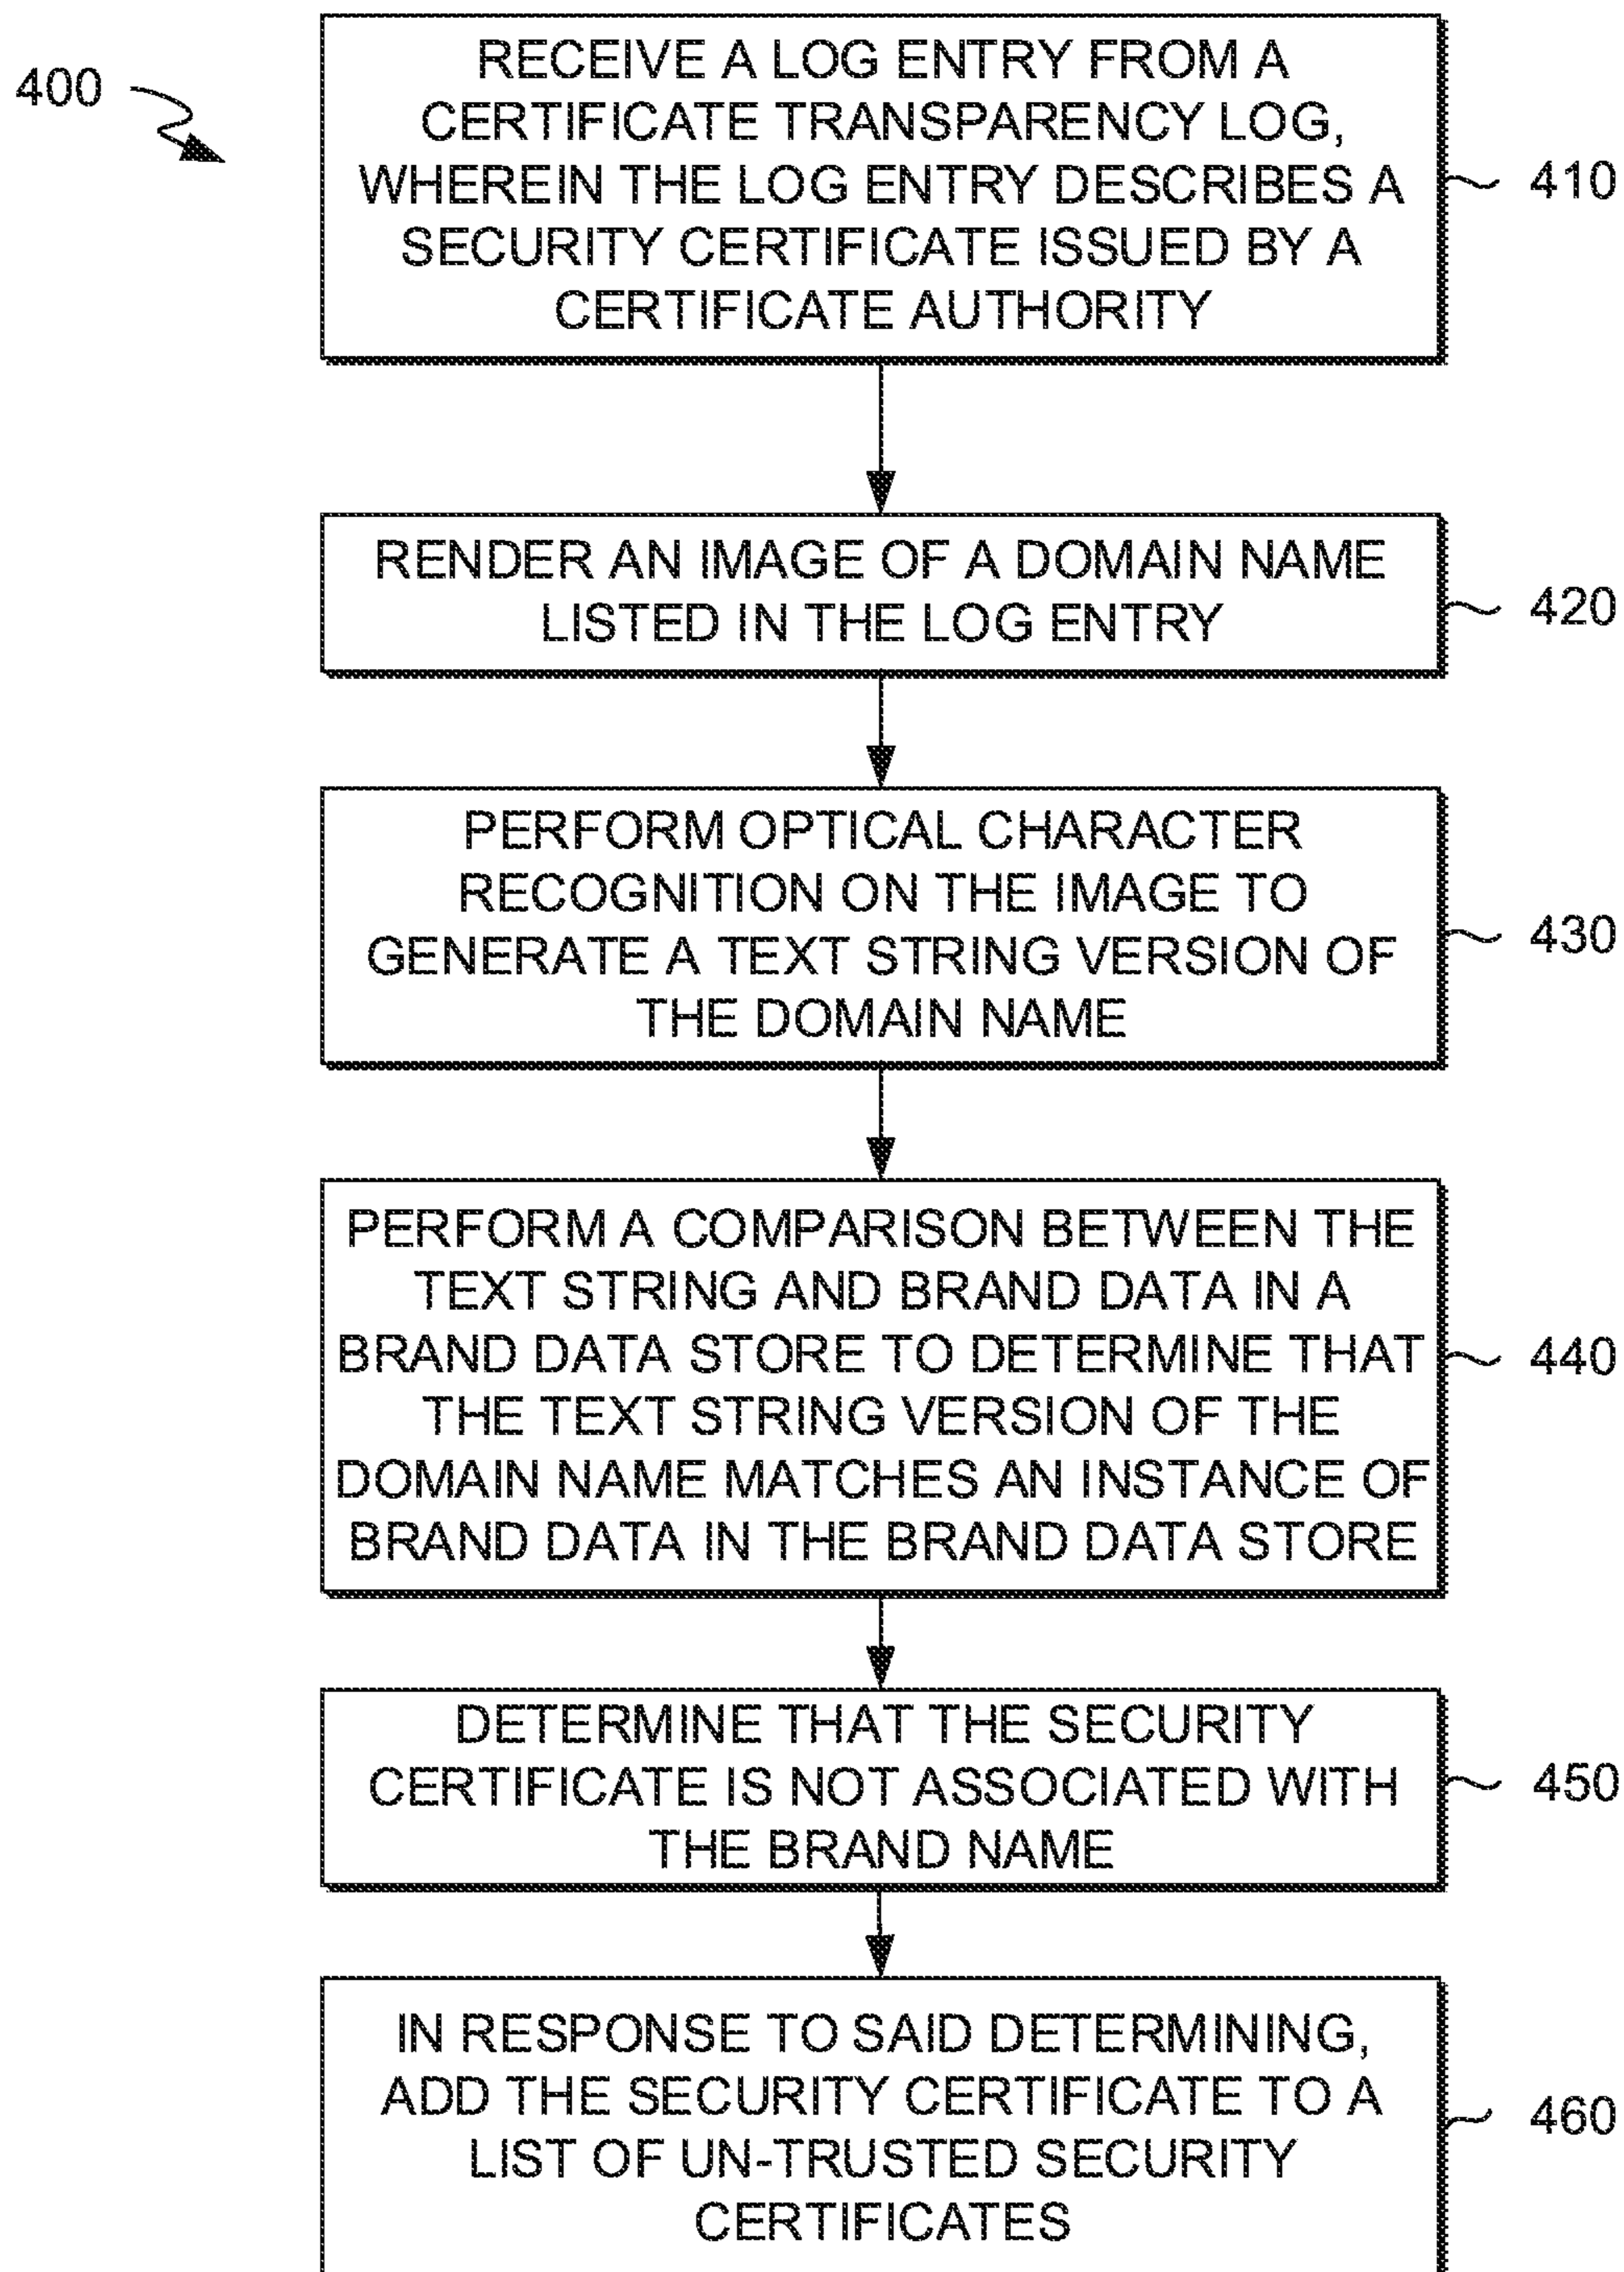 400
RECEIVE A LOG ENTRY FROM A
CERTIFICATE TRANSPARENCY LOG,
WHEREIN THE LOG ENTRY DESCRIBES A
SECURITY CERTIFICATE ISSUED BY A
CERTIFICATE AUTHORITY
410
RENDER AN IMAGE OF A DOMAIN NAME
LISTED IN THE LOG ENTRY
420
PERFORM OPTICAL CHARACTER
RECOGNITION ON THE IMAGE TO
GENERATE A TEXT STRING VERSION OF
THE DOMAIN NAME
430
PERFORM A COMPARISON BETWEEN THE
TEXT STRING AND BRAND DATA IN A
BRAND DATA STORE TO DETERMINE THAT
THE TEXT STRING VERSION OF THE
DOMAIN NAME MATCHES AN INSTANCE OF
BRAND DATA IN THE BRAND DATA STORE
440
DETERMINE THAT THE SECURITY
CERTIFICATE IS NOT ASSOCIATED WITH
THE BRAND NAME
450
IN RESPONSE TO SAID DETERMINING,
ADD THE SECURITY CERTIFICATE TO A
LIST OF UN-TRUSTED SECURITY
CERTIFICATES
460